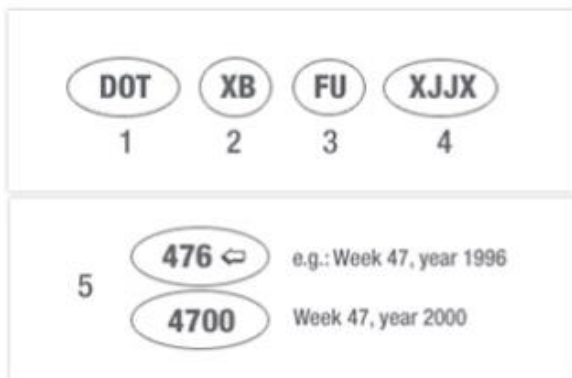 DOT XB FU XJJX
1 2 3 4
476 ⇦ e.g.: Week 47, year 1996
5
4700 Week 47, year 2000